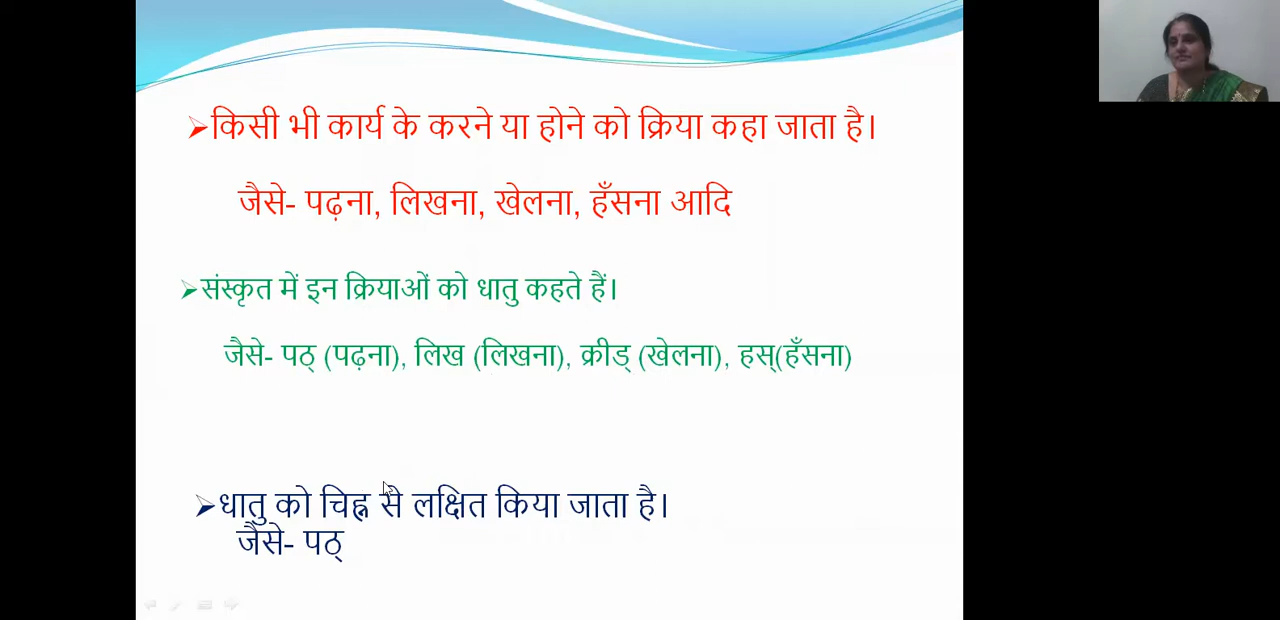 किसी भी कार्य के करने या होने को क्रिया कहा जाता है।
जैसे- पढ़ना, लिखना, खेलना, हँसना आदि
संस्कृत में इन क्रियाओं को धातु कहते हैं।
जैसे- पठ् (पढ़ना), लिख (लिखना), क्रीड् (खेलना), हस्(हँसना)
धातु को चिह्न से लक्षित किया जाता है।
जैसे- पठ्